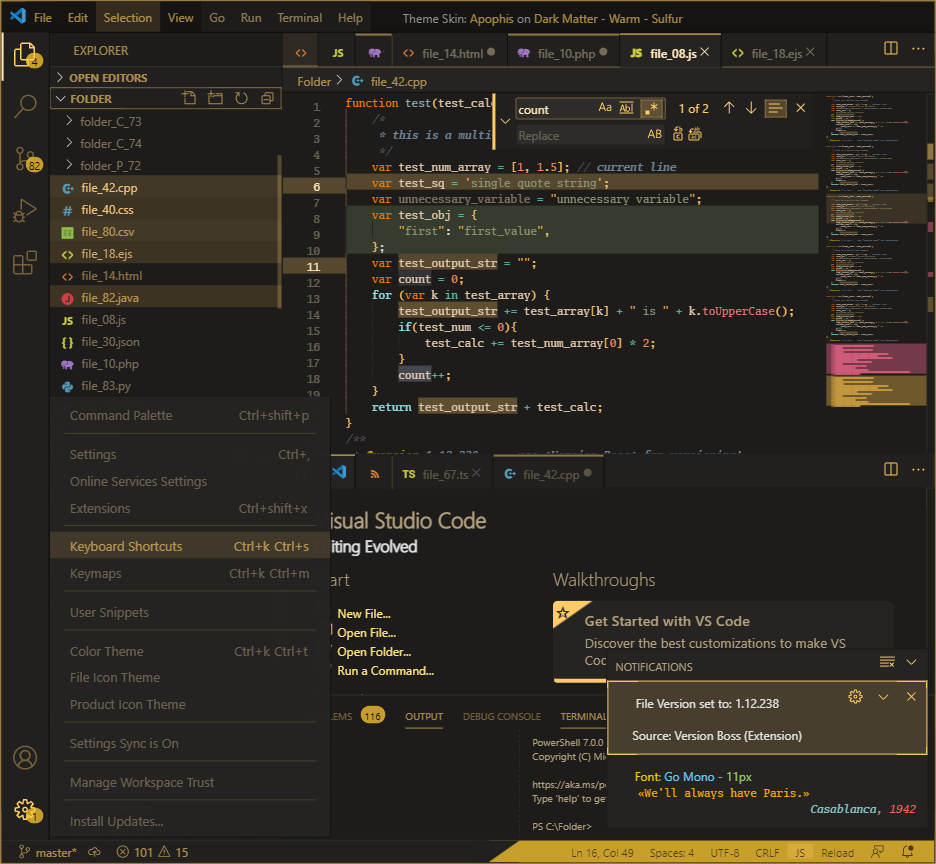 File Edit Selection View Go Run Terminal Help Theme Skin: Apophis on Dark Matter - Warm - Sulfur
4
EXPLORER
JS file_14.html file_10.php JS file_08.js file_18.ejs
OPEN EDITORS
FOLDER
Folder file_42.cpp
folder_C_73
folder_C_74
folder_P_72
file_42.cpp
file_40.css
file_80.csv
file_18.ejs
file_14.html
file_82.java
JS file_08.js
file_30.json
file_10.php
file_83.py
82
count Aa Abl 1 of 2
Replace AB
1 function test(test_calc
2 /*
3 * this is a multi
4 */
5 var test_num_array = [1, 1.5]; // current line
6 var test_sq = 'single quote string';
7 var unnecessary_variable = "unnecessary variable";
8 var test_obj = {
9 "first": "first_value",
10 };
11 var test_output_str = "";
12 var count = 0;
13 for (var k in test_array) {
14 test_output_str += test_array[k] + " is " + k.toUpperCase();
15 if(test_num <= 0){
16 test_calc += test_num_array[0] * 2;
17 }
18 count++;
19 }
return test_output_str + test_calc;
}
/**
Command Palette Ctrl+shift+p
Settings Ctrl+,
Online Services Settings
Extensions Ctrl+shift+x
Keyboard Shortcuts Ctrl+k Ctrl+s
Keymaps Ctrl+k Ctrl+m
User Snippets
Color Theme Ctrl+k Ctrl+t
File Icon Theme
Product Icon Theme
Settings Sync is On
Manage Workspace Trust
Install Updates...
1
TS file_67.ts file_42.cpp
isual Studio Code
iting Evolved
art
New File...
Open File...
Open Folder...
Run a Command...
Walkthroughs
Get Started with VS Code
Discover the best customizations to make VS
Coc
LEMS 116 OUTPUT DEBUG CONSOLE TERMINAL
PowerShell 7.0.0
Copyright (C) Mi
https://aka.ms/p
Type 'help' to ge
PS C:\Folder>
NOTIFICATIONS
File Version set to: 1.12.238
Source: Version Boss (Extension)
Font: Go Mono - 11px
«We'll always have Paris.»
Casablanca, 1942
master* 101 15 Ln 16, Col 49 Spaces: 4 UTF-8 CRLF JS Reload